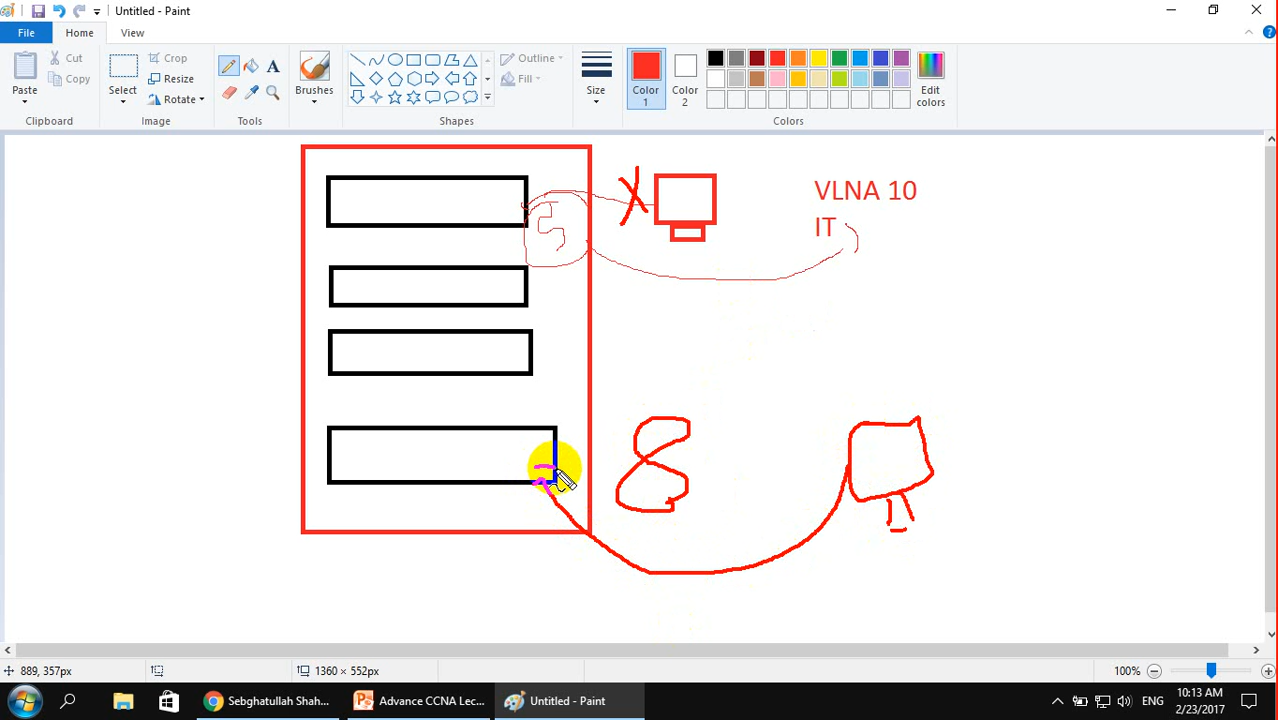 Untitled - Paint
File Home View
Paste
Cut
Copy
Clipboard
Select
Crop
Resize
Rotate
Image
A
Tools
Brushes
Outline
Fill
Shapes
Size
Color 1
Color 2
Edit colors
Colors
VLNA 10
IT
5
X
8
889, 357px
1360 × 552px
100%
Sebghatullah Shah...
Advance CCNA Lec...
Untitled - Paint
ENG
10:13 AM
2/23/2017